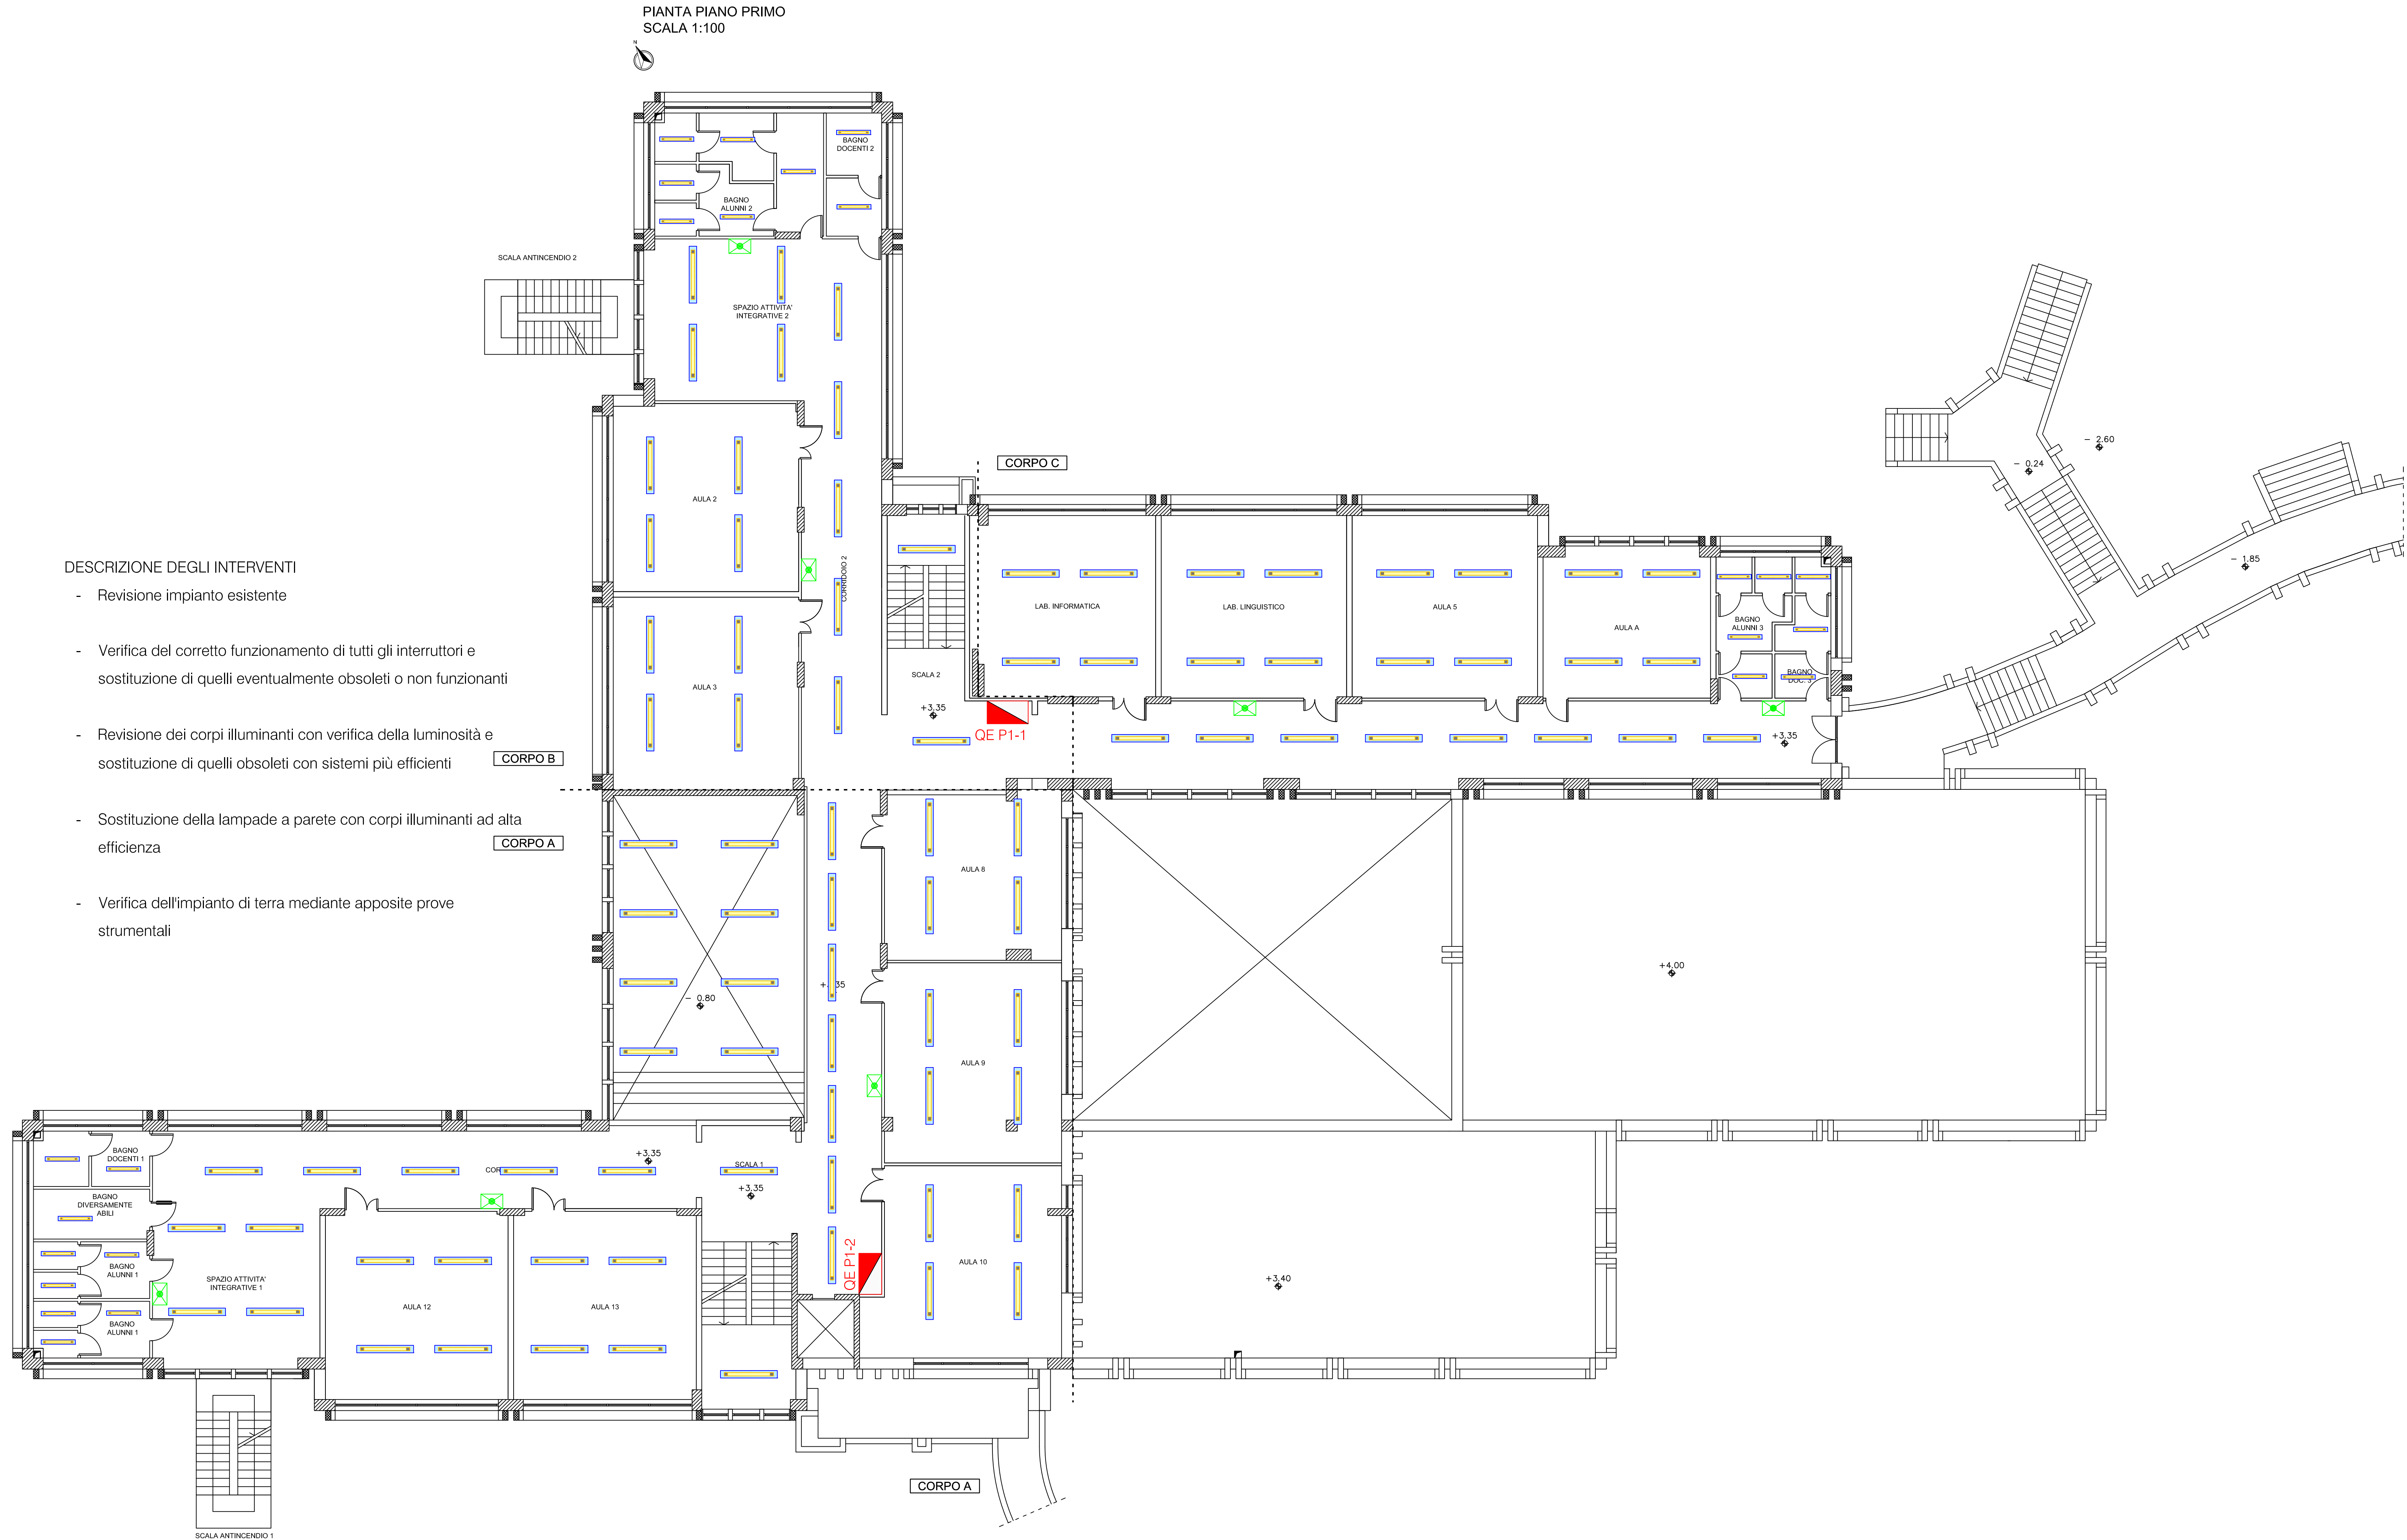 PIANTA PIANO PRIMO
SCALA 1:100
N
BAGNO
DOCENTI 2
BAGNO
ALUNNI 2
SCALA ANTINCENDIO 2
SPAZIO ATTIVITA'
INTEGRATIVE 2
CORPO C
- 2.60
- 0.24
- 1.85
AULA 2
CORRIDOIO 2
DESCRIZIONE DEGLI INTERVENTI
- Revisione impianto esistente
- Verifica del corretto funzionamento di tutti gli interruttori e
sostituzione di quelli eventualmente obsoleti o non funzionanti
- Revisione dei corpi illuminanti con verifica della luminosità e
sostituzione di quelli obsoleti con sistemi più efficienti
- Sostituzione della lampade a parete con corpi illuminanti ad alta
efficienza
- Verifica dell'impianto di terra mediante apposite prove
strumentali
CORPO B
CORPO A
LAB. INFORMATICA
LAB. LINGUISTICO
AULA 5
AULA A
BAGNO
ALUNNI 3
BAGNO
DOC. 3
AULA 3
SCALA 2
+3.35
QE P1-1
+3.35
AULA 8
- 0.80
+4.00
AULA 9
BAGNO
DOCENTI 1
BAGNO
DIVERSAMENTE
ABILI
+3.35
SCALA 1
+3.35
BAGNO
ALUNNI 1
SPAZIO ATTIVITA'
INTEGRATIVE 1
BAGNO
ALUNNI 1
AULA 12
AULA 13
QE P1-2
AULA 10
+3.40
CORPO A
SCALA ANTINCENDIO 1